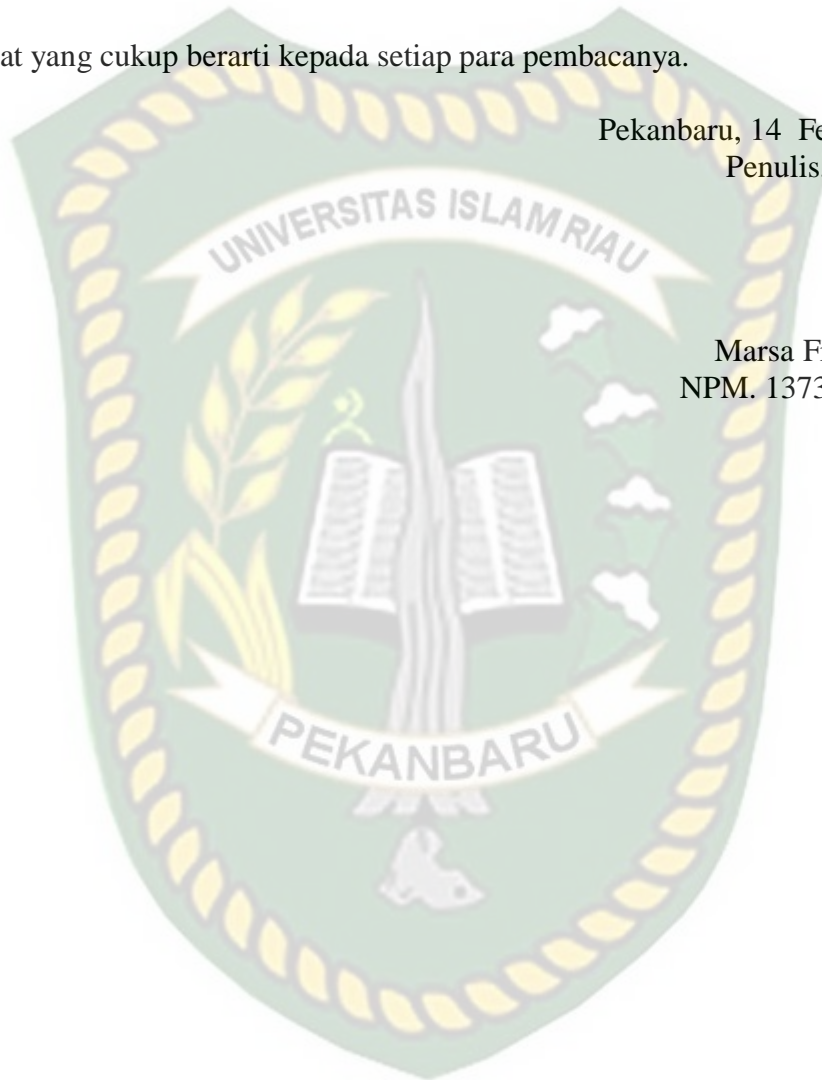 at yang cukup berarti kepada setiap para pembacanya.
Pekanbaru, 14 Fe
Penulis
UNIVERSITAS ISLAM RIAU
Marsa F
NPM. 1373
PEKANBARU